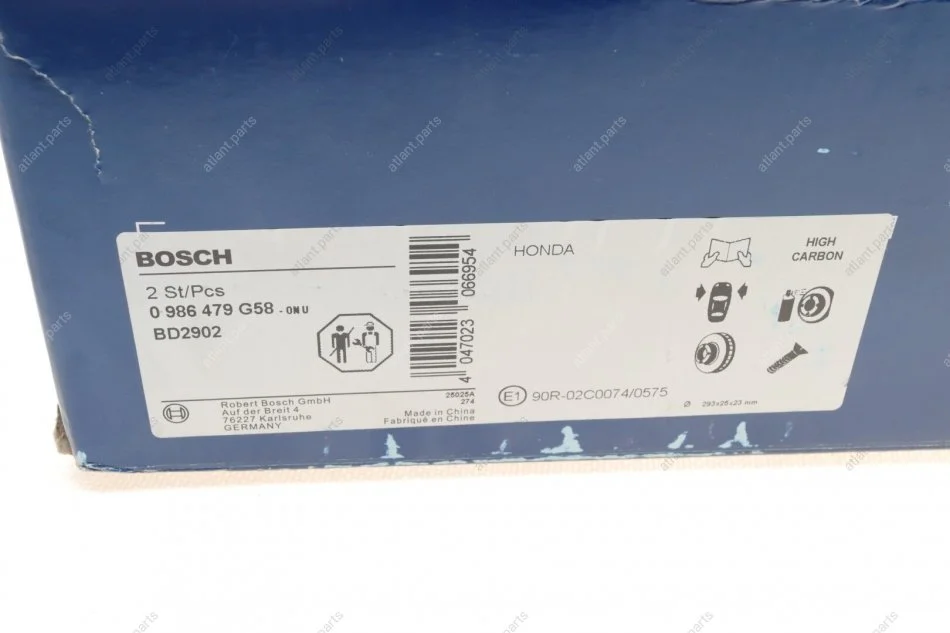 BOSCH
2 St/Pcs
0 986 479 G58 - 0NU
BD2902
4 047023 066954
Robert Bosch GmbH
Auf der Breit 4
76227 Karlsruhe
GERMANY
25025A
274
Made in China
Fabriqué en Chine
HONDA
E1 90R-02C0074/0575
HIGH
CARBON
Ø 293x25x23 mm
atlant.parts